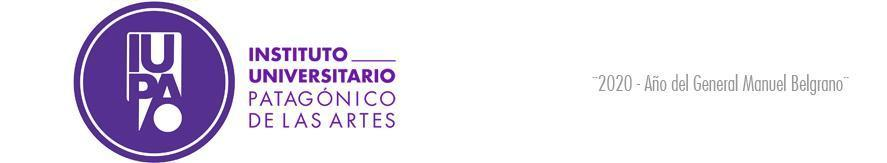 IU
PA
INSTITUTO
UNIVERSITARIO
PATAGÓNICO
DE LAS ARTES
¨2020 - Año del General Manuel Belgrano¨